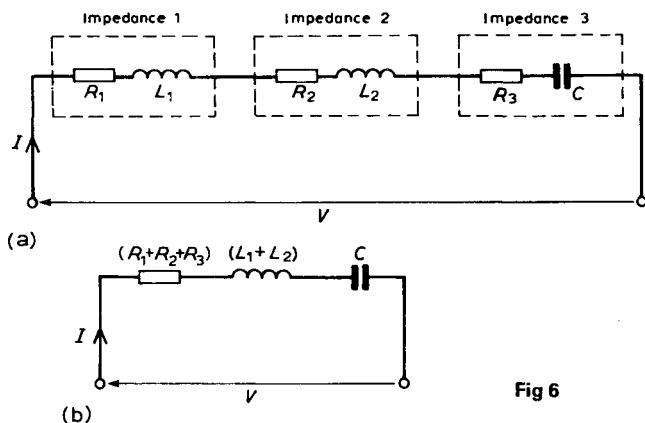 Impedance 1 Impedance 2 Impedance 3
R1 L1 R2 L2 R3 C
I
V
(a)
(R1+R2+R3) (L1+L2) C
I
V
Fig 6
(b)